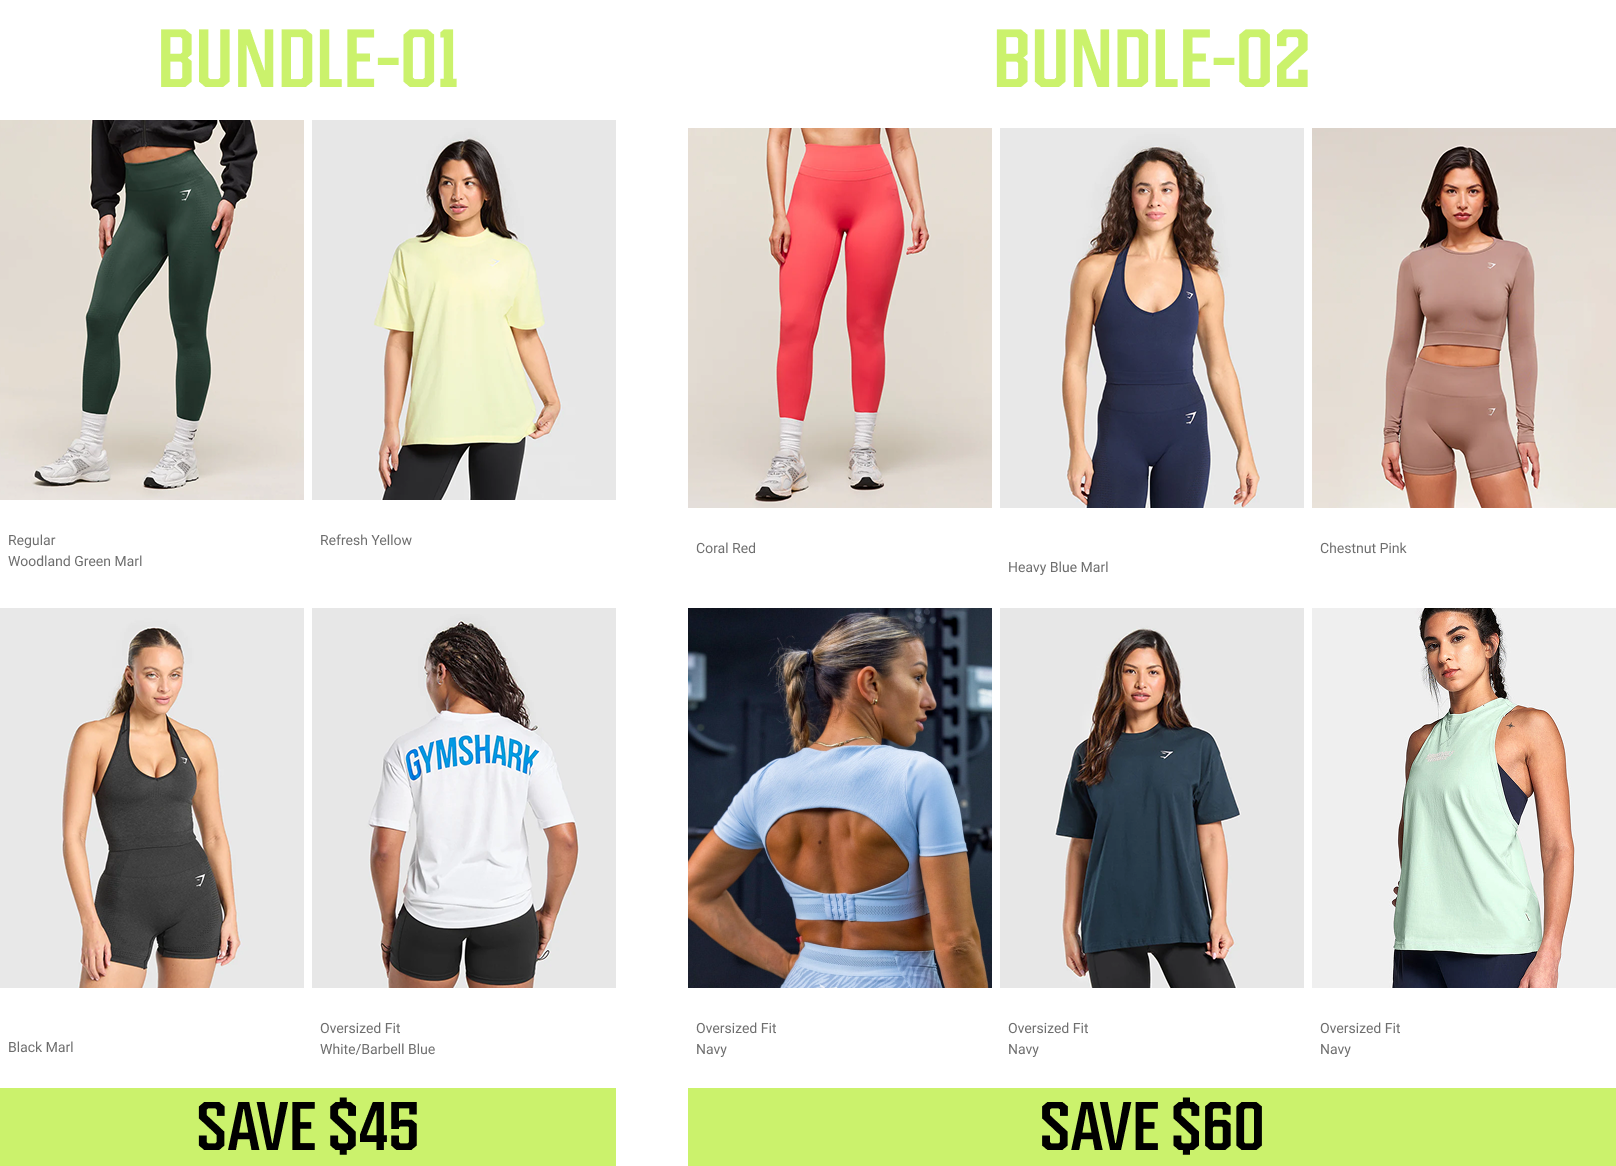 BUNDLE-01
Regular
Woodland Green Marl
Refresh Yellow
Black Marl
GYMSHARK
Oversized Fit
White/Barbell Blue
SAVE $45
BUNDLE-02
Coral Red
Heavy Blue Marl
Chestnut Pink
Oversized Fit
Navy
Oversized Fit
Navy
Oversized Fit
Navy
SAVE $60